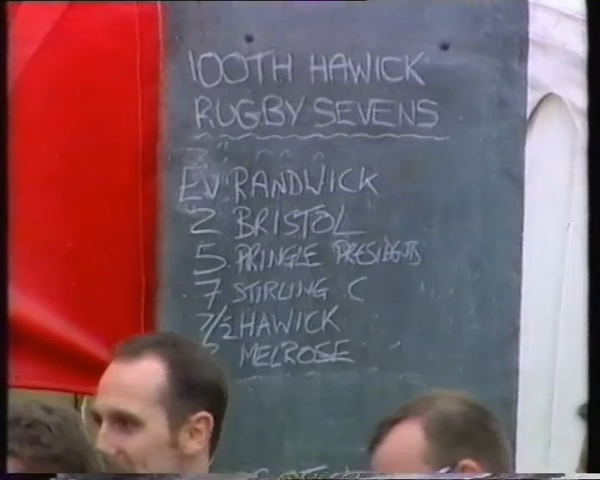 100TH HAWICK
RUGBY SEVENS
EV RANDWICK
2 BRISTOL
5 PRINGLE PRESIDENTS
7 STIRLING C
7/2 HAWICK
MELROSE